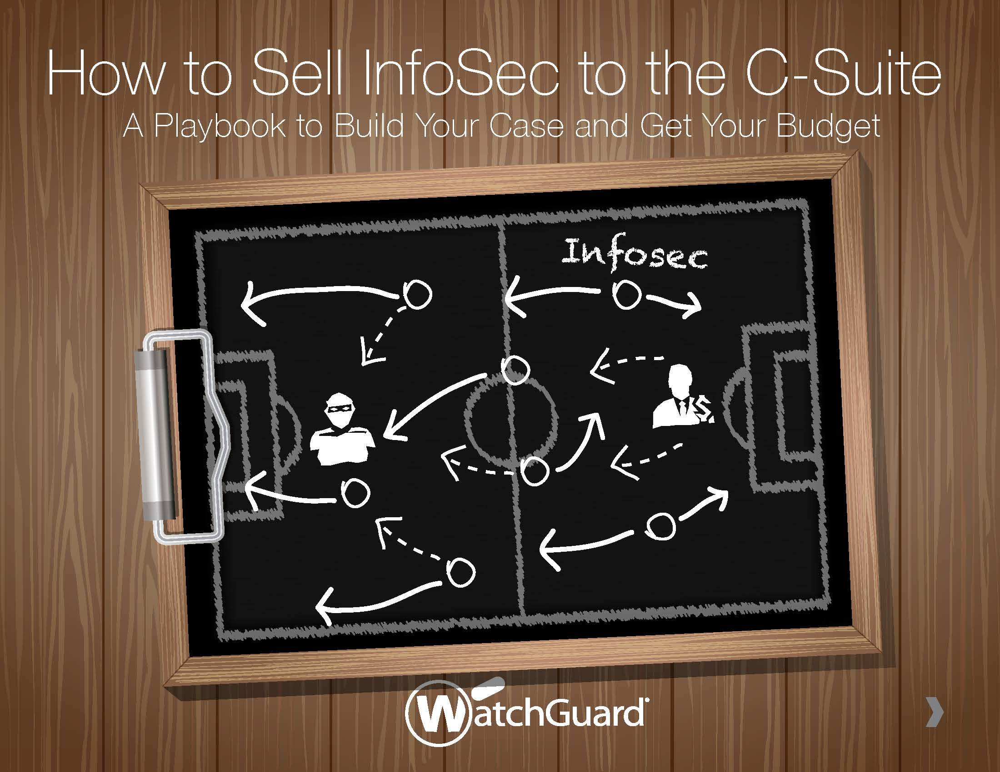 How to Sell InfoSec to the C-Suite
A Playbook to Build Your Case and Get Your Budget
Infosec
$
WatchGuard